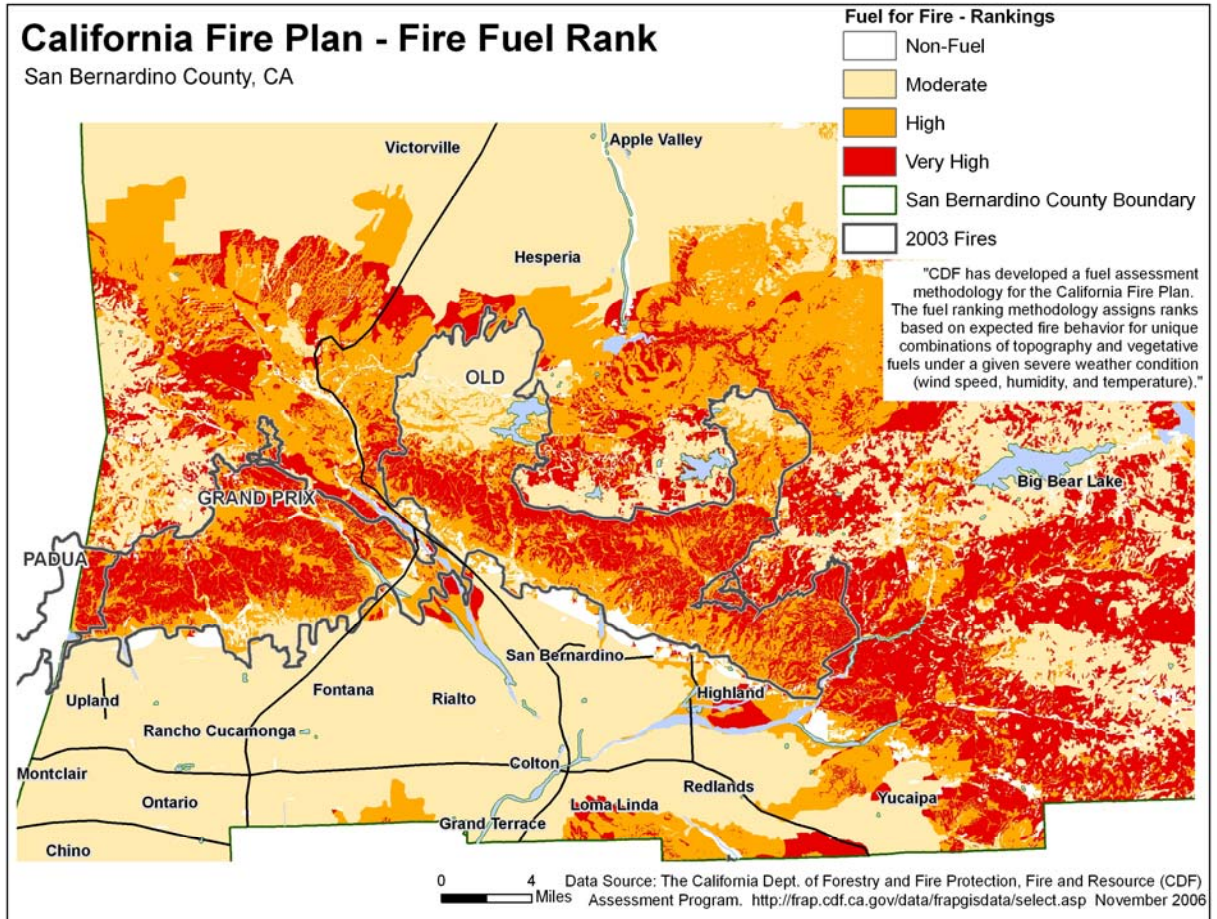 California Fire Plan - Fire Fuel Rank
San Bernardino County, CA
Fuel for Fire - Rankings
Non-Fuel
Moderate
High
Very High
San Bernardino County Boundary
2003 Fires
"CDF has developed a fuel assessment
methodology for the California Fire Plan.
The fuel ranking methodology assigns ranks
based on expected fire behavior for unique
combinations of topography and vegetative
fuels under a given severe weather condition
(wind speed, humidity, and temperature)."
Victorville
Apple Valley
Hesperia
OLD
Big Bear Lake
GRAND PRIX
PADUA
San Bernardino
Highland
Fontana
Rialto
Upland
Rancho Cucamonga
Colton
Montclair
Redlands
Ontario
Loma Linda
Yucaipa
Grand Terrace
Chino
0 4
Miles
Data Source: The California Dept. of Forestry and Fire Protection, Fire and Resource (CDF)
Assessment Program. http://frap.cdf.ca.gov/data/frapgisdata/select.asp November 2006